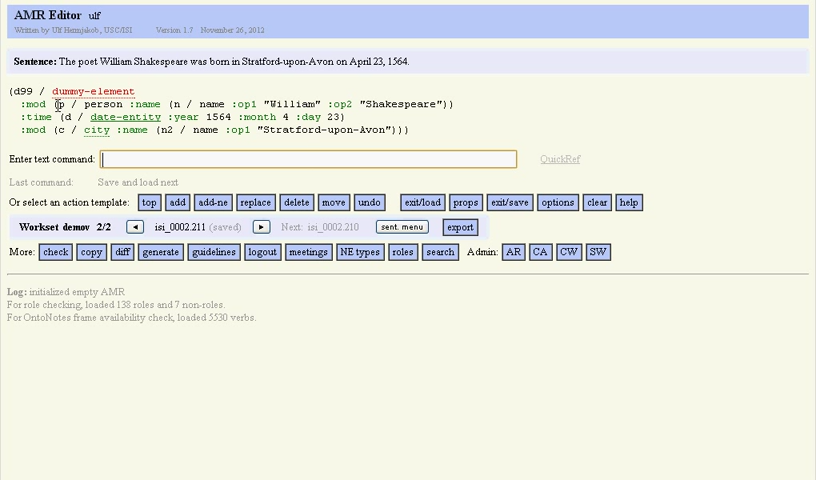 AMR Editor ulf
Written by Ulf Hermjakob, USC/ISI Version 1.7 November 26, 2012
Sentence: The poet William Shakespeare was born in Stratford-upon-Avon on April 23, 1564.
(d99 / dummy-element
:mod (p / person :name (n / name :op1 "William" :op2 "Shakespeare"))
:time (d / date-entity :year 1564 :month 4 :day 23)
:mod (c / city :name (n2 / name :op1 "Stratford-upon-Avon")))
Enter text command: QuickRef
Last command: Save and load next
Or select an action template: top add add-ne replace delete move undo exit/load props exit/save options clear help
Workset demov 2/2 ◄ isi_0002.211 (saved) ► Next: isi_0002.210 sent. menu export
More: check copy diff generate guidelines logout meetings NE types roles search Admin: AR CA CW SW
Log: initialized empty AMR
For role checking, loaded 138 roles and 7 non-roles.
For OntoNotes frame availability check, loaded 5530 verbs.